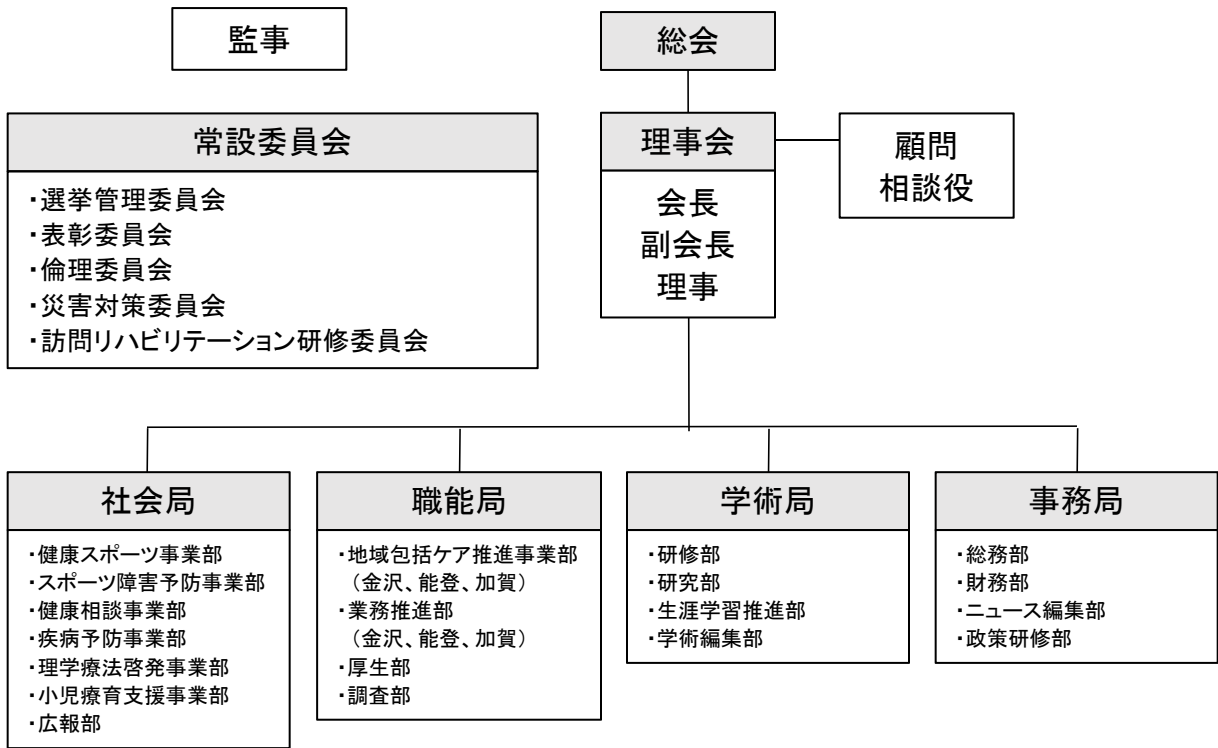 監事
総会
常設委員会
・選挙管理委員会
・表彰委員会
・倫理委員会
・災害対策委員会
・訪問リハビリテーション研修委員会
理事会
会長
副会長
理事
顧問
相談役
社会局
・健康スポーツ事業部
・スポーツ障害予防事業部
・健康相談事業部
・疾病予防事業部
・理学療法啓発事業部
・小児療育支援事業部
・広報部
職能局
・地域包括ケア推進事業部
（金沢、能登、加賀）
・業務推進部
（金沢、能登、加賀）
・厚生部
・調査部
学術局
・研修部
・研究部
・生涯学習推進部
・学術編集部
事務局
・総務部
・財務部
・ニュース編集部
・政策研修部